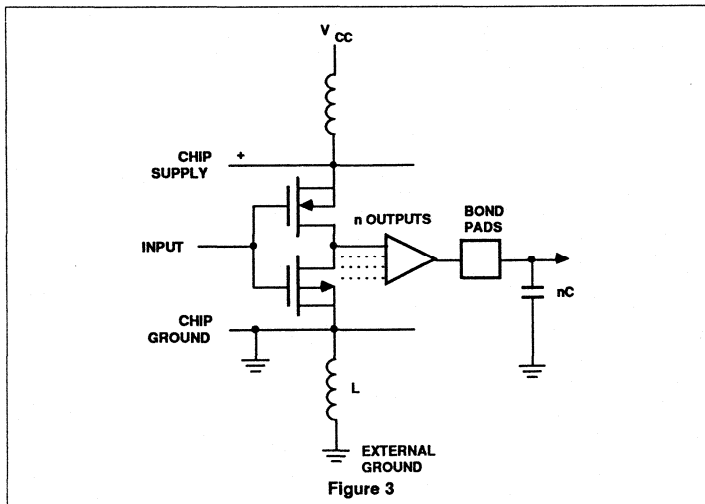 V CC
CHIP
SUPPLY
+
n OUTPUTS
BOND
PADS
INPUT
nC
CHIP
GROUND
L
EXTERNAL
GROUND
Figure 3